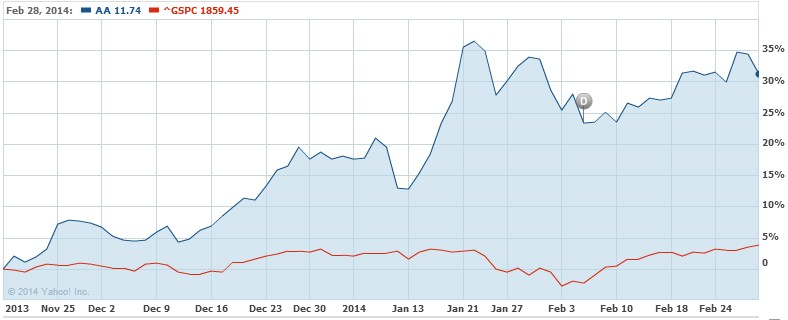 Feb 28, 2014: AA 11.74 ^GSPC 1859.45
35%
30%
25%
D
20%
15%
10%
5%
0
© 2014 Yahoo! Inc.
2013 Nov 25 Dec 2 Dec 9 Dec 16 Dec 23 Dec 30 2014 Jan 13 Jan 21 Jan 27 Feb 3 Feb 10 Feb 18 Feb 24